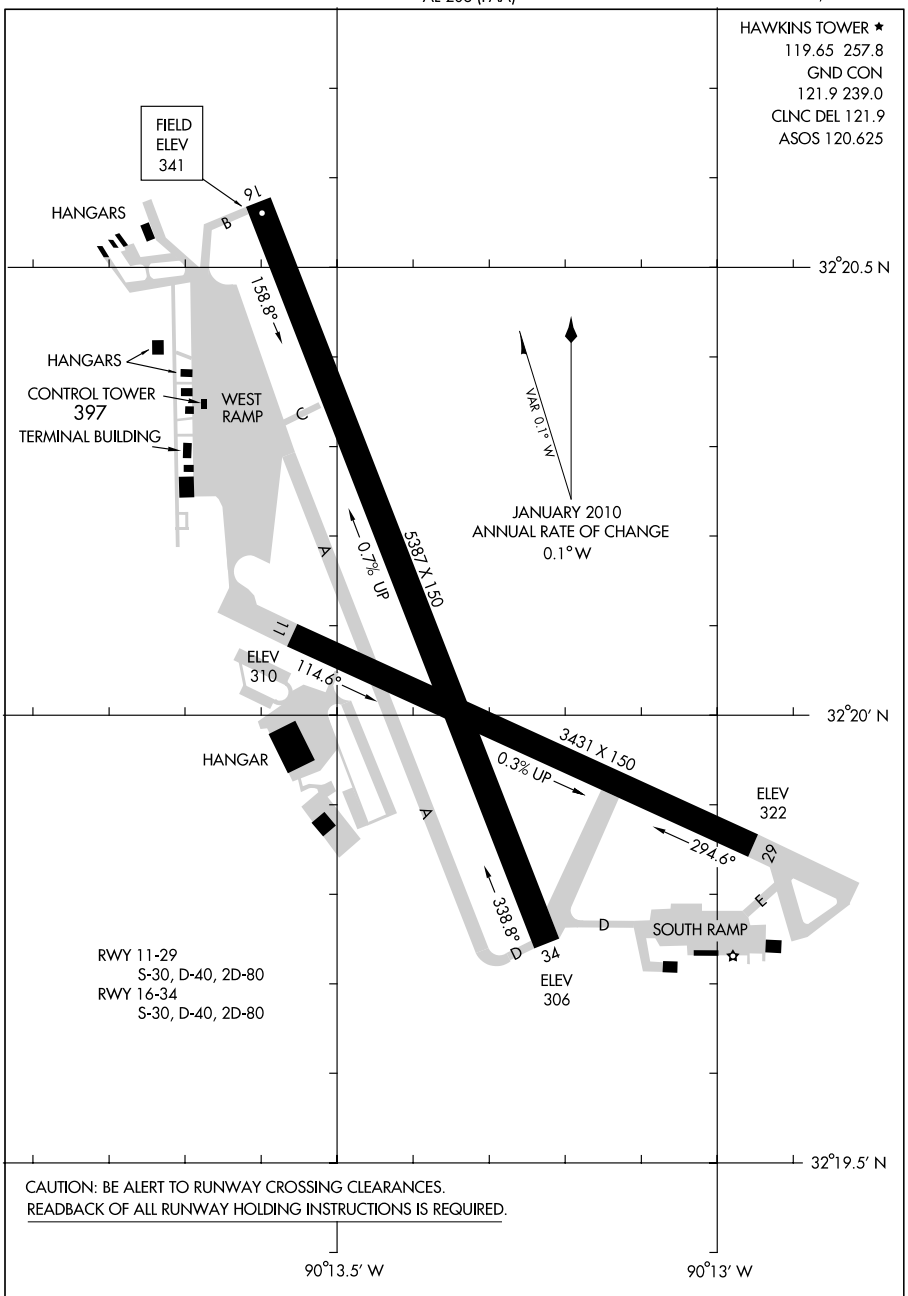 HAWKINS TOWER ★
119.65 257.8
GND CON
121.9 239.0
CLNC DEL 121.9
ASOS 120.625
FIELD
ELEV
341
16
HANGARS
B
32°20.5 N
158.8°
HANGARS
CONTROL TOWER
397
WEST
RAMP
C
TERMINAL BUILDING
VAR 0.1° W
JANUARY 2010
ANNUAL RATE OF CHANGE
0.1° W
A
0.7% UP
5387 X 150
11
ELEV
310
114.6°
32°20' N
HANGAR
3431 X 150
0.3% UP
ELEV
322
A
294.6°
29
E
338.8°
D
SOUTH RAMP
D
34
ELEV
306
RWY 11-29
S-30, D-40, 2D-80
RWY 16-34
S-30, D-40, 2D-80
32°19.5' N
CAUTION: BE ALERT TO RUNWAY CROSSING CLEARANCES.
READBACK OF ALL RUNWAY HOLDING INSTRUCTIONS IS REQUIRED.
90°13.5' W
90°13' W